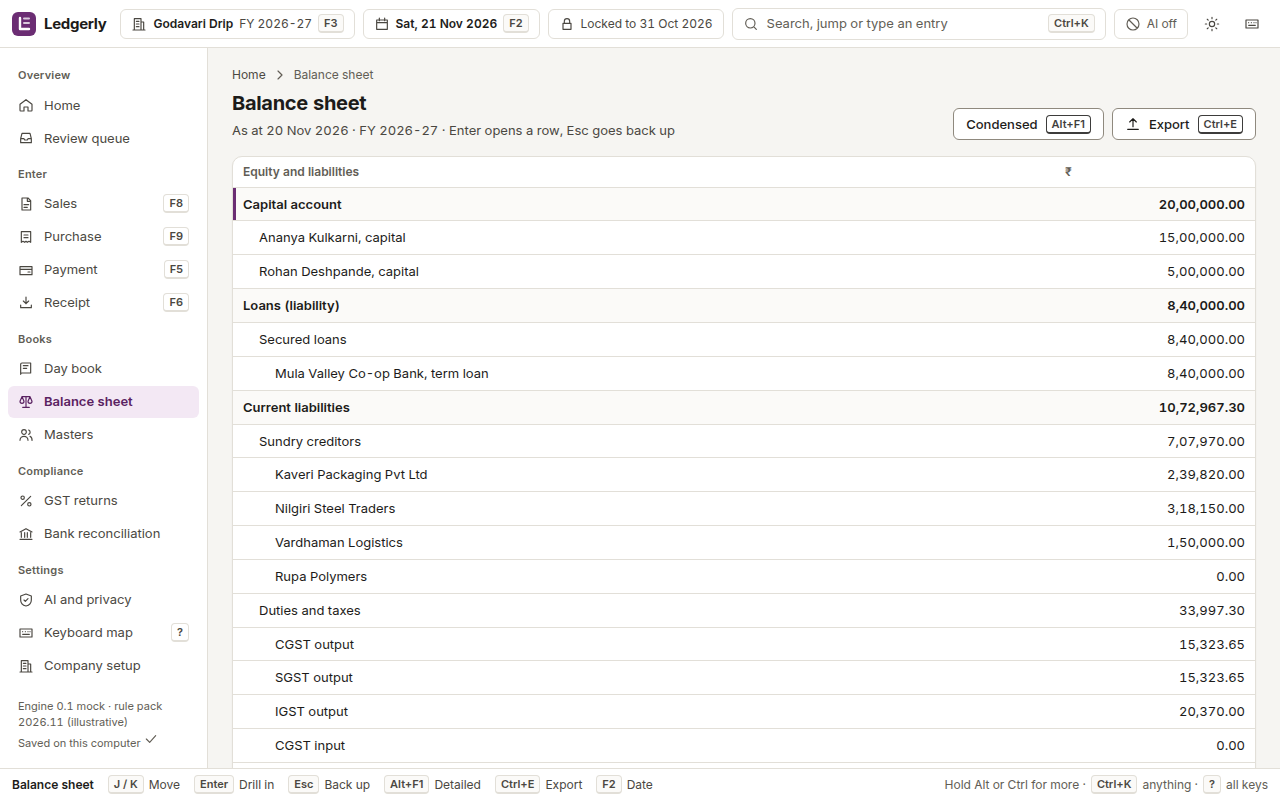 Ledgerly
Godavari Drip FY 2026-27 F3
Sat, 21 Nov 2026 F2
Locked to 31 Oct 2026
Search, jump or type an entry Ctrl+K
AI off
Overview
Home
Review queue
Enter
Sales F8
Purchase F9
Payment F5
Receipt F6
Books
Day book
Balance sheet
Masters
Compliance
GST returns
Bank reconciliation
Settings
AI and privacy
Keyboard map ?
Company setup
Engine 0.1 mock · rule pack
2026.11 (illustrative)
Saved on this computer
Home Balance sheet
Balance sheet
As at 20 Nov 2026 · FY 2026-27 · Enter opens a row, Esc goes back up
Condensed Alt+F1
Export Ctrl+E
Equity and liabilities ₹
Capital account 20,00,000.00
Ananya Kulkarni, capital 15,00,000.00
Rohan Deshpande, capital 5,00,000.00
Loans (liability) 8,40,000.00
Secured loans 8,40,000.00
Mula Valley Co-op Bank, term loan 8,40,000.00
Current liabilities 10,72,967.30
Sundry creditors 7,07,970.00
Kaveri Packaging Pvt Ltd 2,39,820.00
Nilgiri Steel Traders 3,18,150.00
Vardhaman Logistics 1,50,000.00
Rupa Polymers 0.00
Duties and taxes 33,997.30
CGST output 15,323.65
SGST output 15,323.65
IGST output 20,370.00
CGST input 0.00
Balance sheet J / K Move Enter Drill in Esc Back up Alt+F1 Detailed Ctrl+E Export F2 Date
Hold Alt or Ctrl for more · Ctrl+K anything · ? all keys